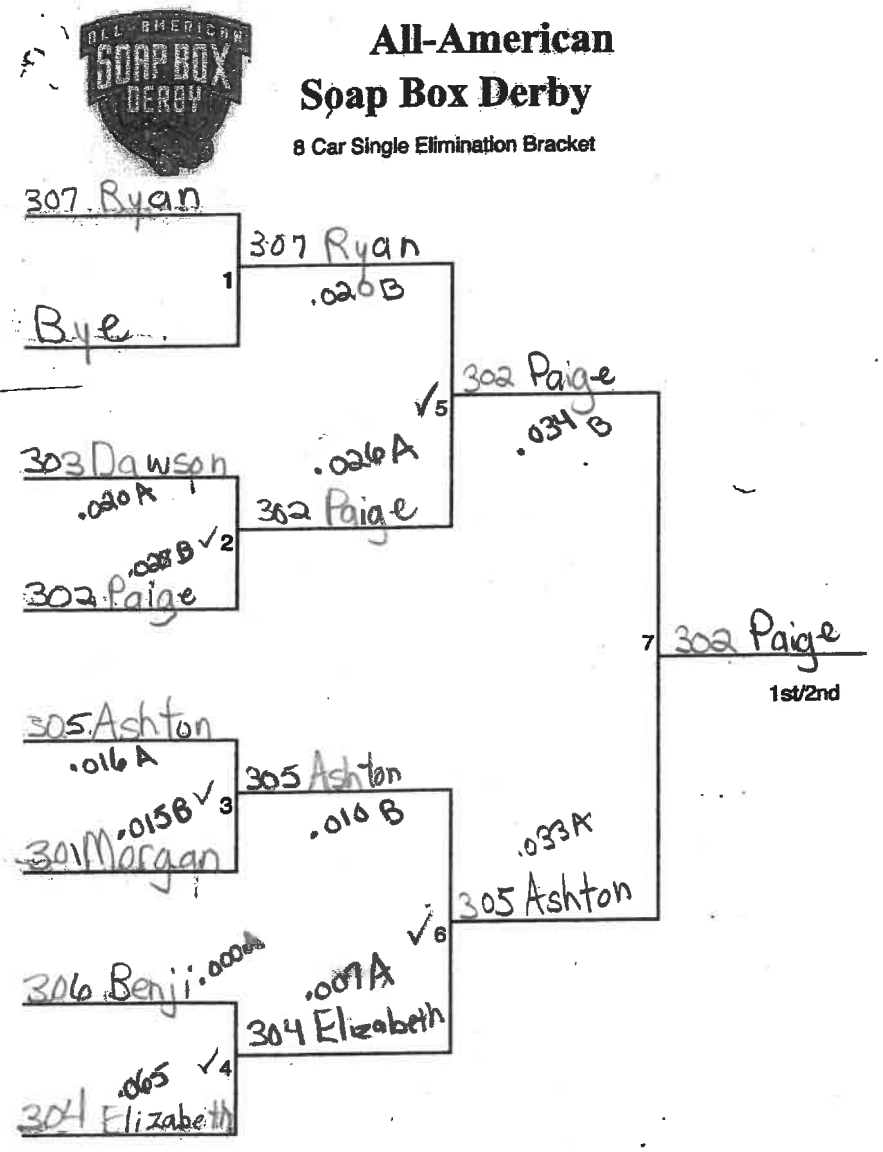 ALL AMERICAN
SOAP BOX
DERBY
All-American
Soap Box Derby
8 Car Single Elimination Bracket
307 Ryan
307 Ryan
1
.020 B
Bye
302 Paige
✓5
.034 B
303 Dawson
.026 A
.020 A
302 Paige
✓2
302 Paige
7
302 Paige
1st/2nd
305 Ashton
.016 A
305 Ashton
.015 B ✓3
.010 B
301 Morgan
.033 A
305 Ashton
✓6
306 Benji
.007 A
304 Elizabeth
.065 ✓4
304 Elizabeth